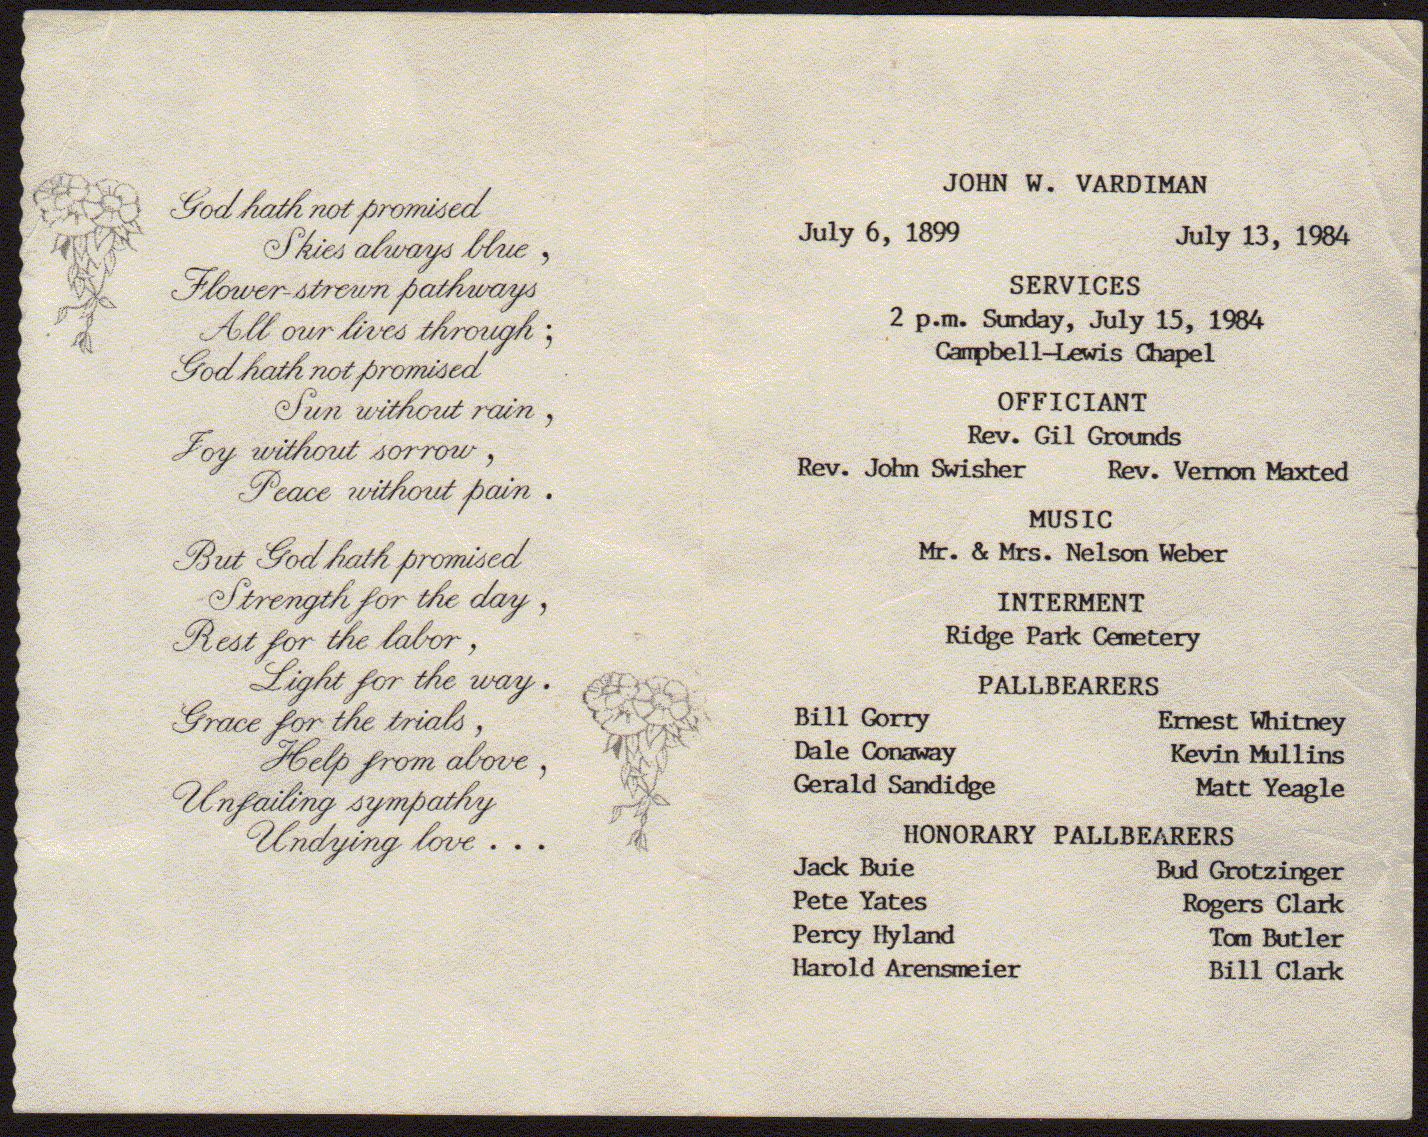 God hath not promised
Skies always blue,
Flower-strewn pathways
All our lives through;
God hath not promised
Sun without rain,
Joy without sorrow,
Peace without pain.
But God hath promised
Strength for the day,
Rest for the labor,
Light for the way.
Grace for the trials,
Help from above,
Unfailing sympathy
Undying love...
JOHN W. VARDIMAN
July 6, 1899 July 13, 1984
SERVICES
2 p.m. Sunday, July 15, 1984
Campbell-Lewis Chapel
OFFICIANT
Rev. Gil Grounds
Rev. John Swisher Rev. Vernon Maxted
MUSIC
Mr. & Mrs. Nelson Weber
INTERMENT
Ridge Park Cemetery
PALLBEARERS
Bill Gorry Ernest Whitney
Dale Conaway Kevin Mullins
Gerald Sandidge Matt Yeagle
HONORARY PALLBEARERS
Jack Buie Bud Grotzinger
Pete Yates Rogers Clark
Percy Hyland Tom Butler
Harold Arensmeier Bill Clark